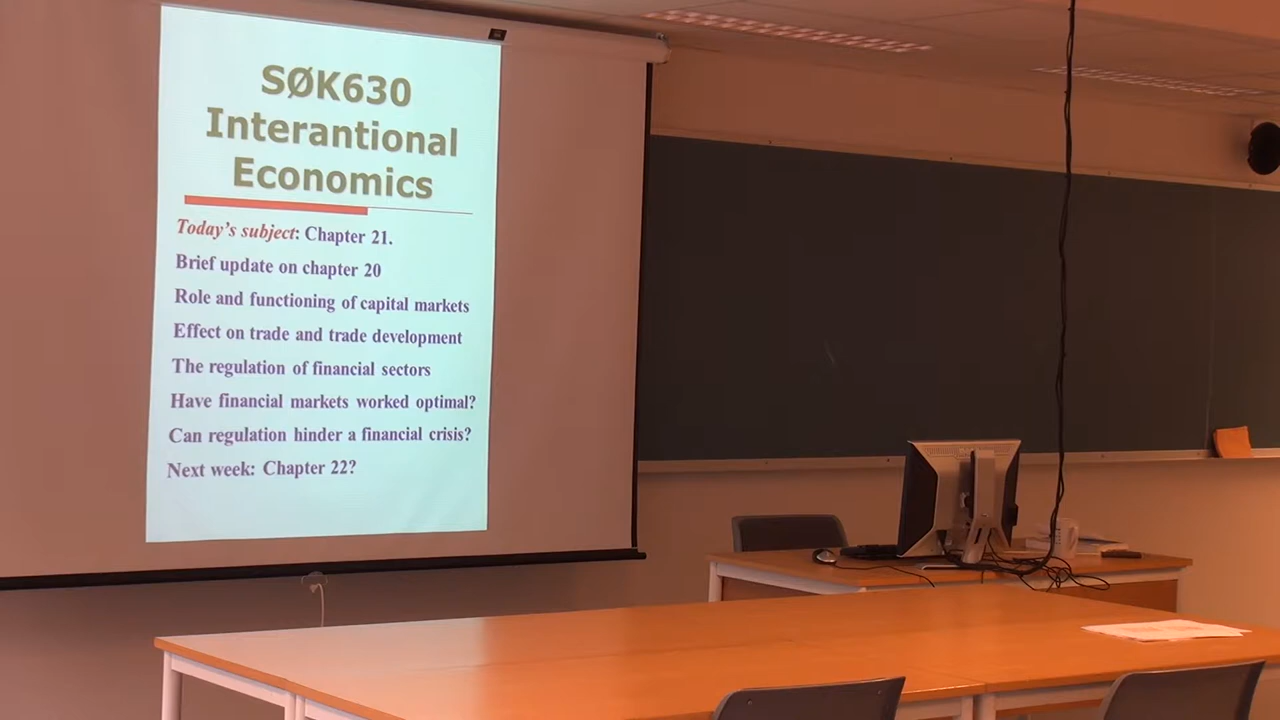 SØK630
Interantional
Economics
Today's subject: Chapter 21.
Brief update on chapter 20
Role and functioning of capital markets
Effect on trade and trade development
The regulation of financial sectors
Have financial markets worked optimal?
Can regulation hinder a financial crisis?
Next week: Chapter 22?